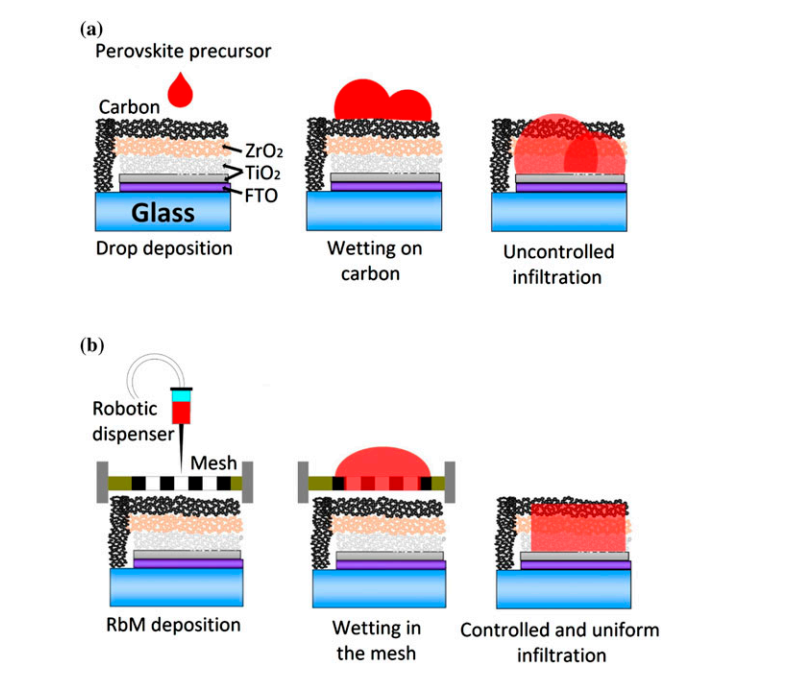 (a)
Perovskite precursor
Carbon
ZrO₂
TiO₂
FTO
Glass
Drop deposition
Wetting on
carbon
Uncontrolled
infiltration
(b)
Robotic
dispenser
Mesh
RbM deposition
Wetting in
the mesh
Controlled and uniform
infiltration